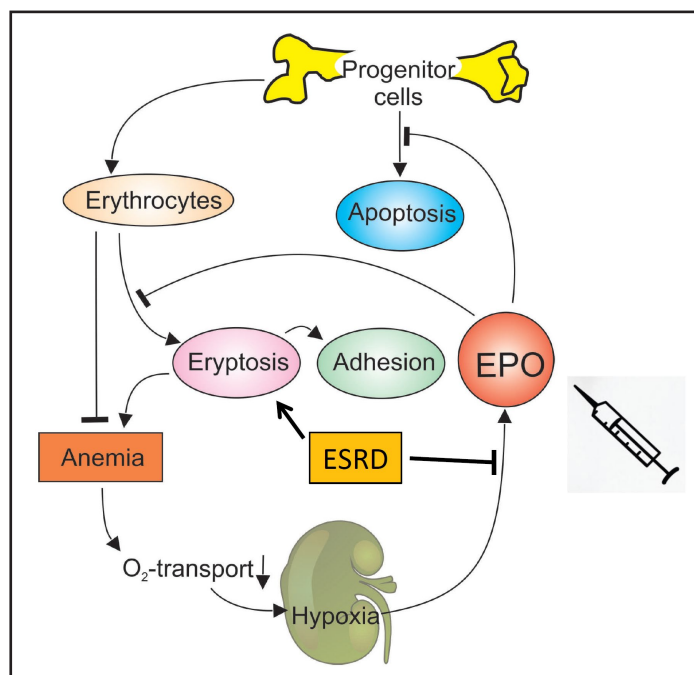 Progenitor
cells
Erythrocytes
Apoptosis
Eryptosis
Adhesion
EPO
Anemia
ESRD
O₂-transport
Hypoxia